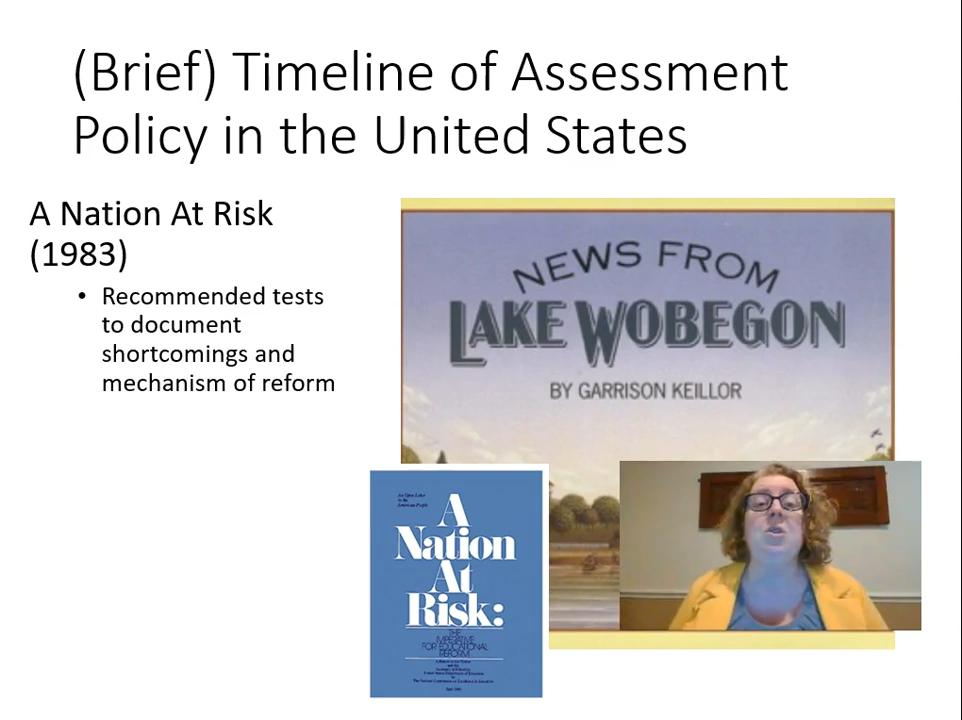 (Brief) Timeline of Assessment
Policy in the United States
A Nation At Risk
(1983)
• Recommended tests
to document
shortcomings and
mechanism of reform
NEWS FROM
LAKE WOBEGON
BY GARRISON KEILLOR
An Open Letter
to the
American People
A
Nation
At
Risk:
THE
IMPERATIVE
FOR EDUCATIONAL
REFORM